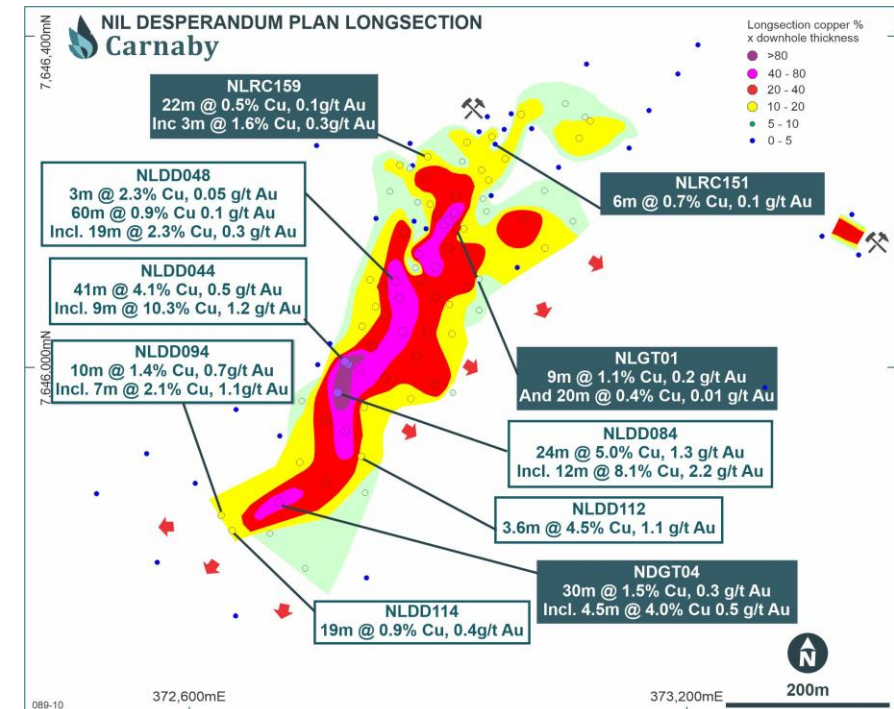 NIL DESPERANDUM PLAN LONGSECTION
Carnaby
Longsection copper %
x downhole thickness
>80
40 - 80
20 - 40
10 - 20
5 - 10
0 - 5
7,646,400mN
NLRC159
22m @ 0.5% Cu, 0.1g/t Au
Inc 3m @ 1.6% Cu, 0.3g/t Au
NLDD048
3m @ 2.3% Cu, 0.05 g/t Au
60m @ 0.9% Cu 0.1 g/t Au
Incl. 19m @ 2.3% Cu, 0.3 g/t Au
NLRC151
6m @ 0.7% Cu, 0.1 g/t Au
NLDD044
41m @ 4.1% Cu, 0.5 g/t Au
Incl. 9m @ 10.3% Cu, 1.2 g/t Au
7,646,000mN
NLDD094
10m @ 1.4% Cu, 0.7g/t Au
Incl. 7m @ 2.1% Cu, 1.1g/t Au
NLGT01
9m @ 1.1% Cu, 0.2 g/t Au
And 20m @ 0.4% Cu, 0.01 g/t Au
NLDD084
24m @ 5.0% Cu, 1.3 g/t Au
Incl. 12m @ 8.1% Cu, 2.2 g/t Au
NLDD112
3.6m @ 4.5% Cu, 1.1 g/t Au
NDGT04
30m @ 1.5% Cu, 0.3 g/t Au
Incl. 4.5m @ 4.0% Cu 0.5 g/t Au
NLDD114
19m @ 0.9% Cu, 0.4g/t Au
N
200m
372,600mE
373,200mE
089-10